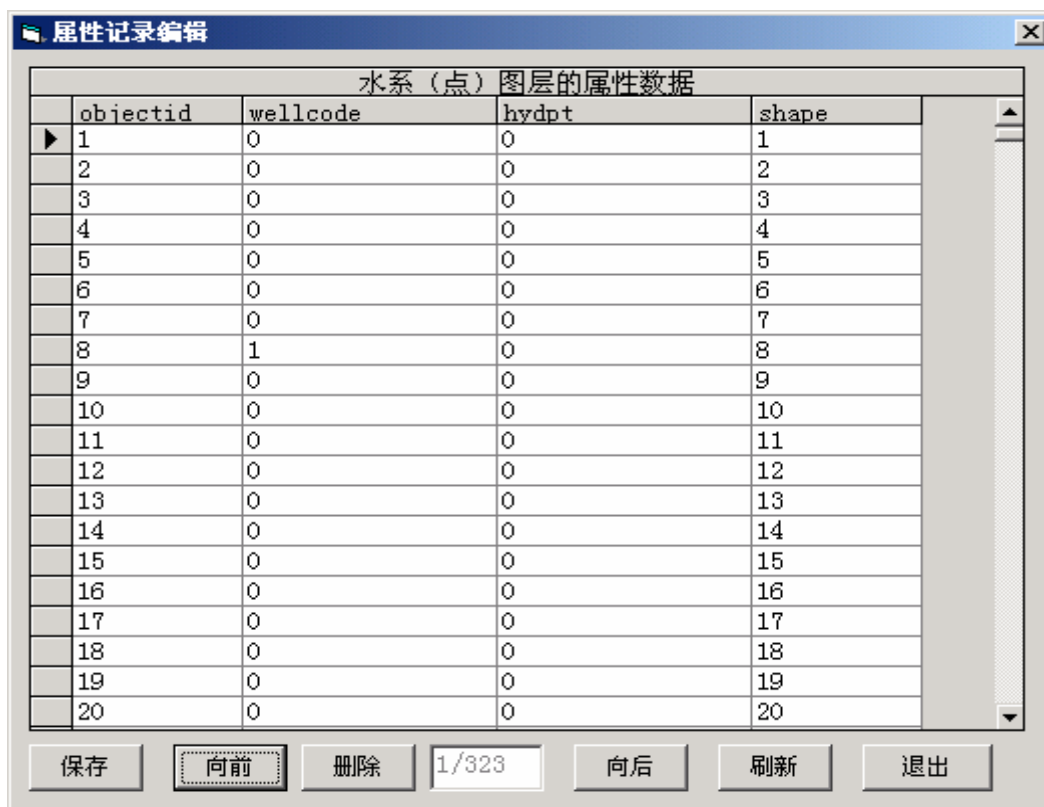 属性记录编辑
水系（点）图层的属性数据
objectid wellcode hydpt shape
1 0 0 1
2 0 0 2
3 0 0 3
4 0 0 4
5 0 0 5
6 0 0 6
7 0 0 7
8 1 0 8
9 0 0 9
10 0 0 10
11 0 0 11
12 0 0 12
13 0 0 13
14 0 0 14
15 0 0 15
16 0 0 16
17 0 0 17
18 0 0 18
19 0 0 19
20 0 0 20
保存 向前 删除 1/323 向后 刷新 退出